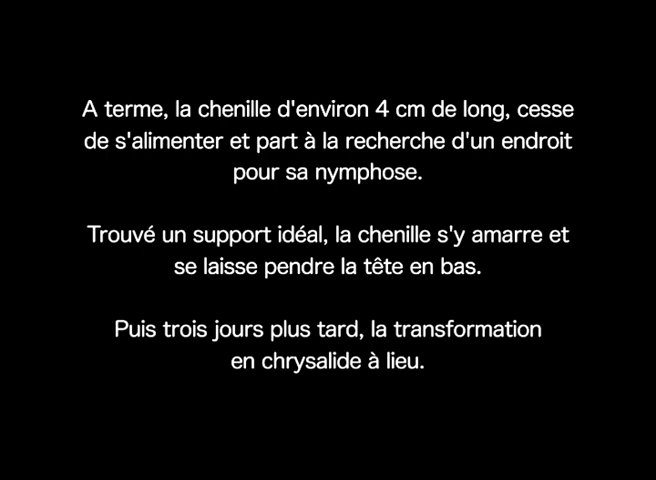 A terme, la chenille d'environ 4 cm de long, cesse
de s'alimenter et part à la recherche d'un endroit
pour sa nymphose.
Trouvé un support idéal, la chenille s'y amarre et
se laisse pendre la tête en bas.
Puis trois jours plus tard, la transformation
en chrysalide à lieu.